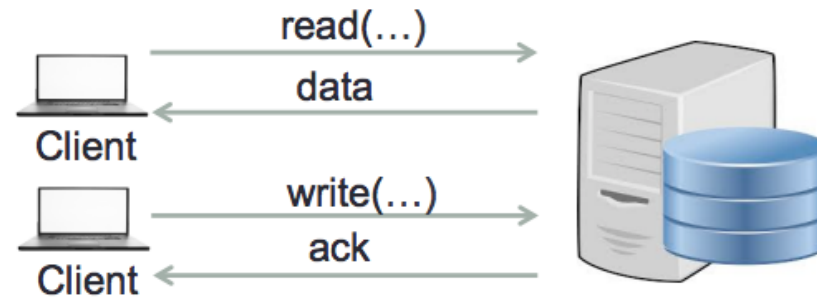 read(…)
data
Client
write(…)
ack
Client